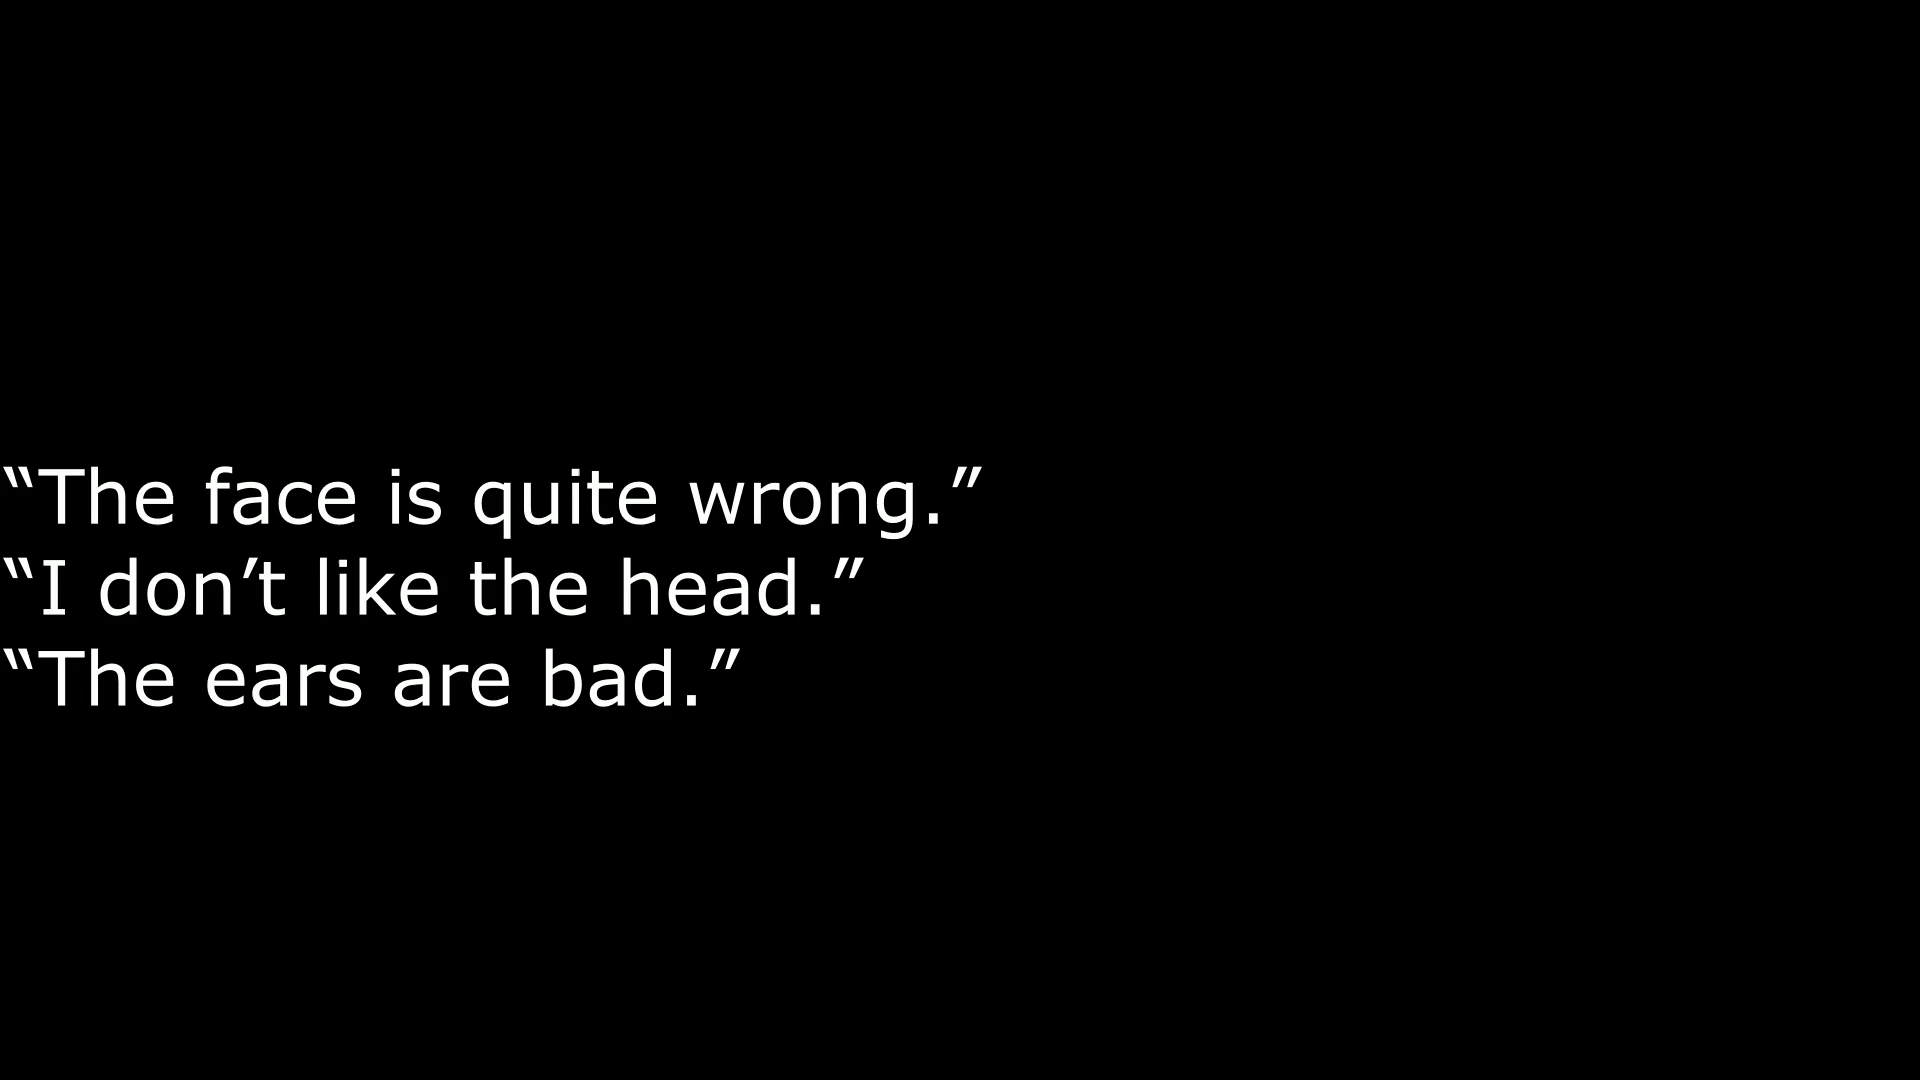 “The face is quite wrong.”
“I don’t like the head.”
“The ears are bad.”